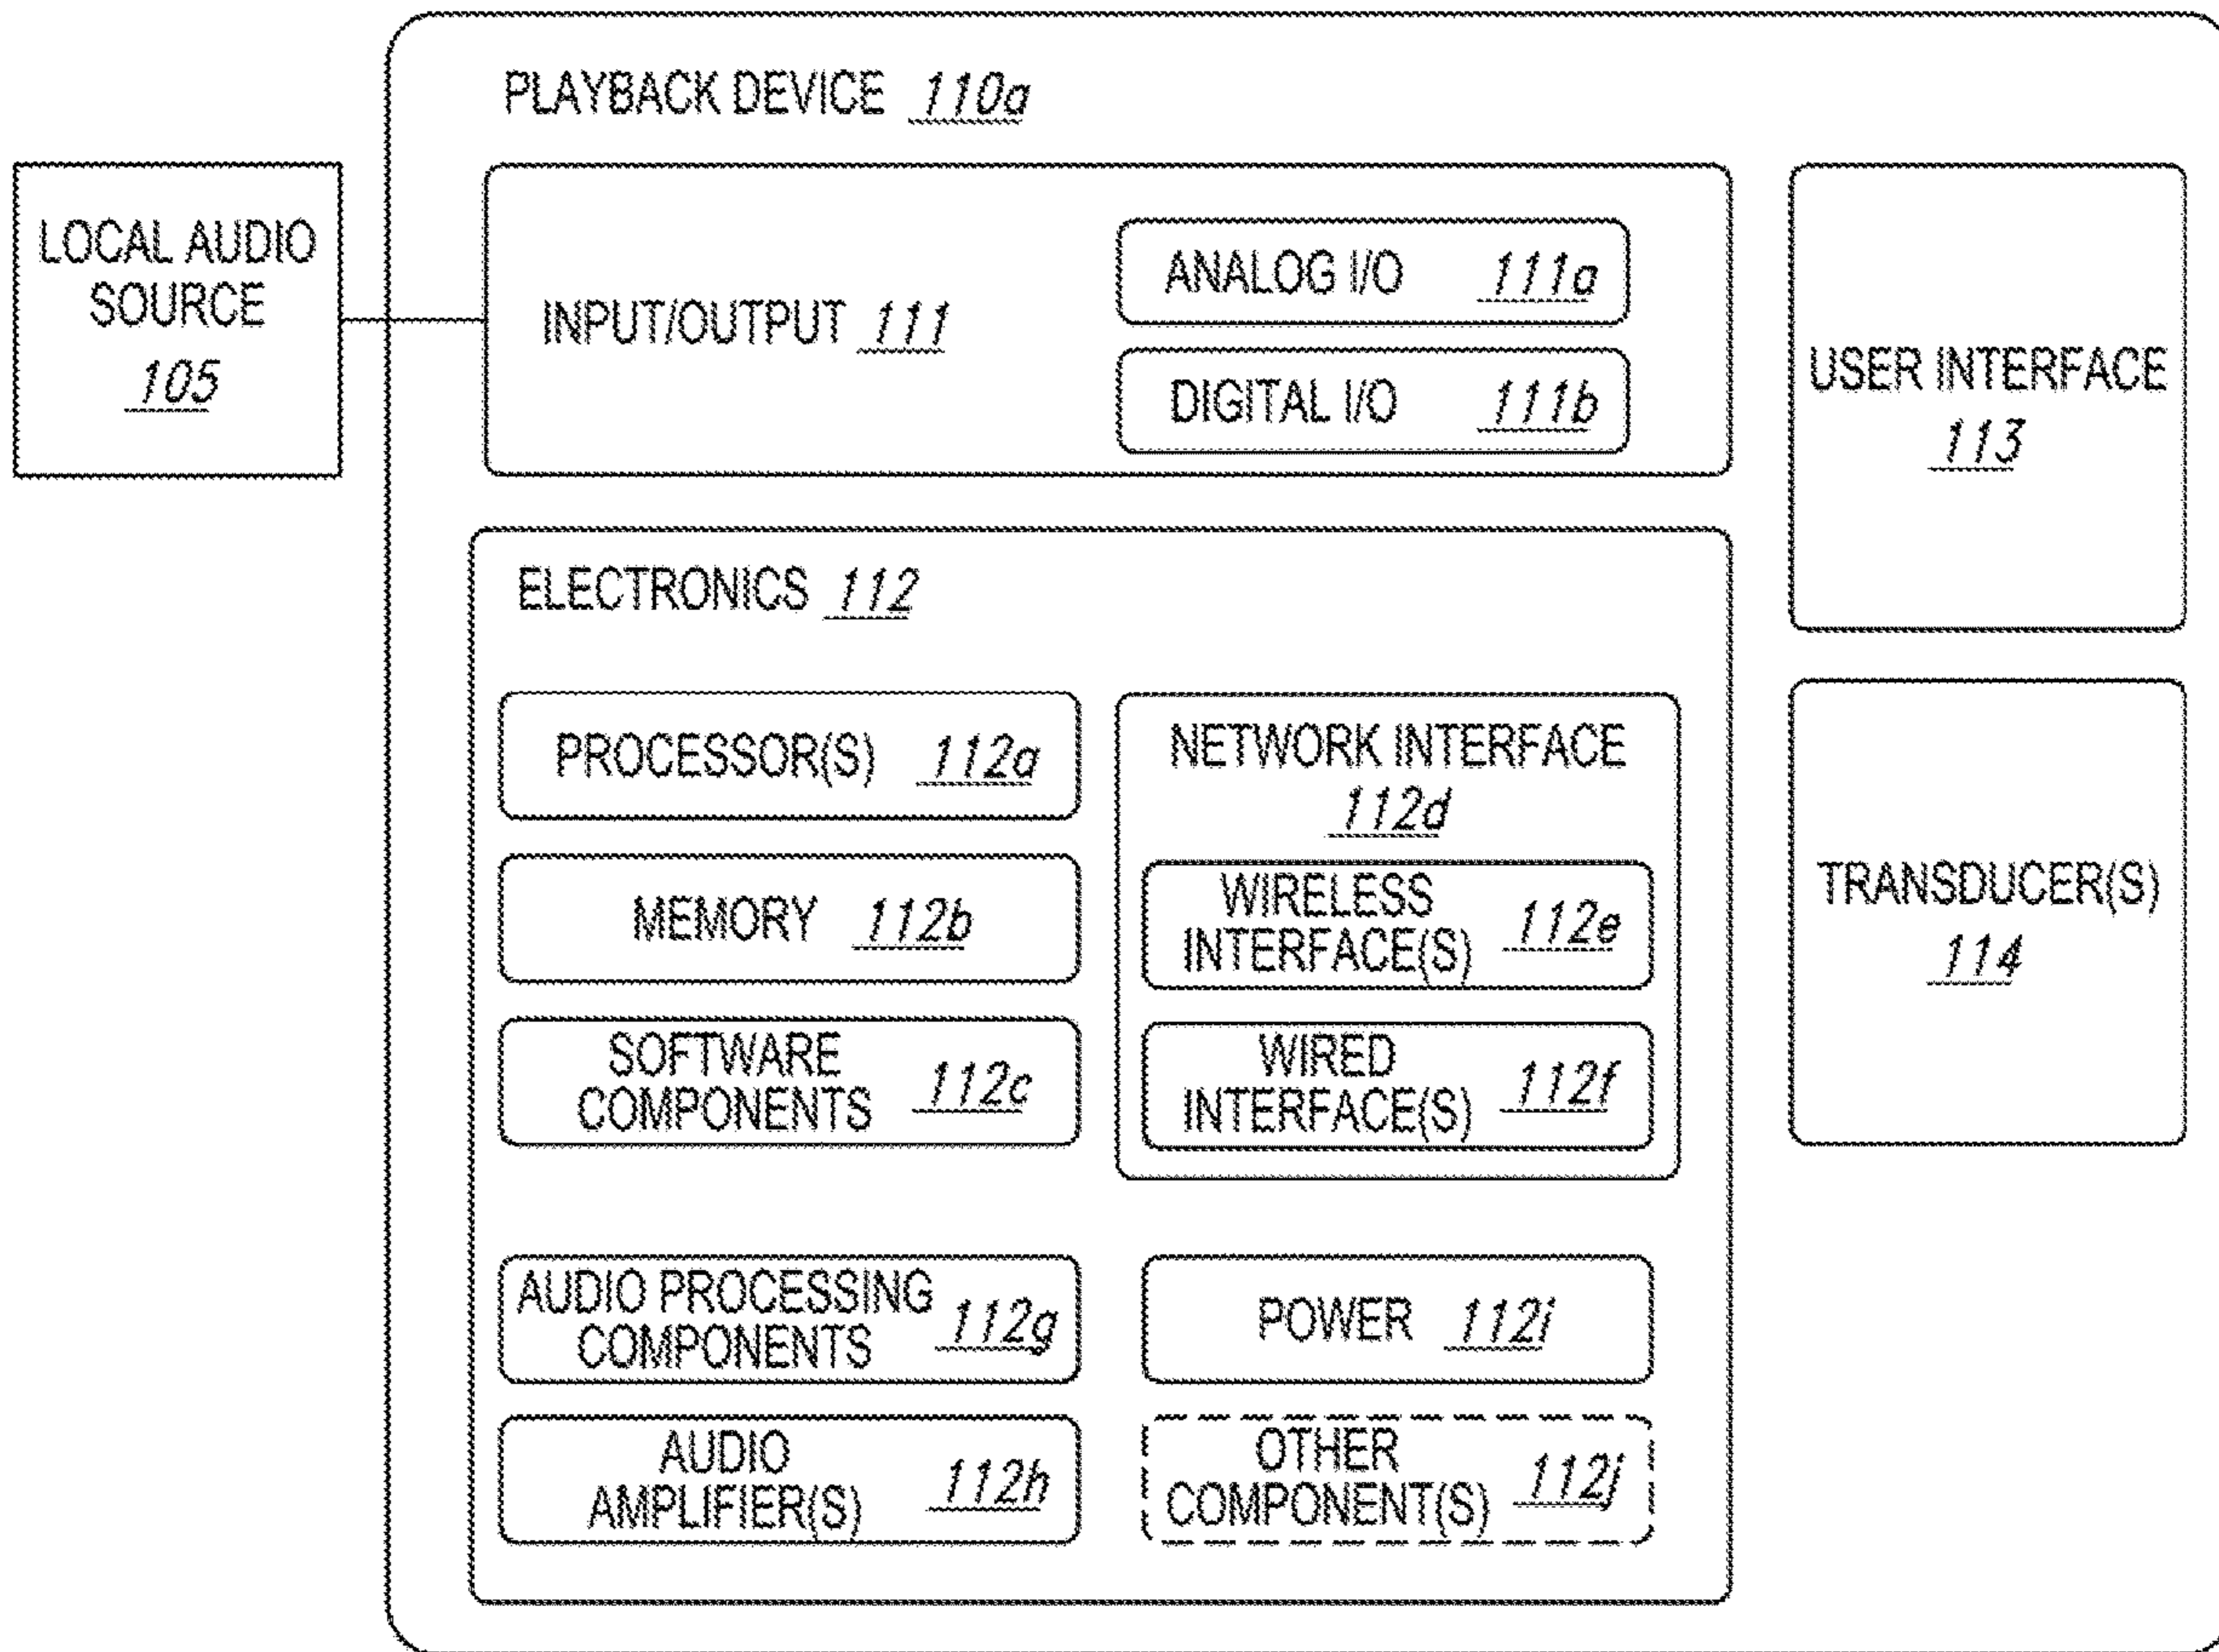 PLAYBACK DEVICE 110a
LOCAL AUDIO
SOURCE
105
INPUT/OUTPUT 111
ANALOG I/O 111a
DIGITAL I/O 111b
USER INTERFACE
113
ELECTRONICS 112
PROCESSOR(S) 112a
MEMORY 112b
SOFTWARE
COMPONENTS 112c
NETWORK INTERFACE
112d
WIRELESS
INTERFACE(S) 112e
WIRED
INTERFACE(S) 112f
TRANSDUCER(S)
114
AUDIO PROCESSING
COMPONENTS 112g
POWER 112i
AUDIO
AMPLIFIER(S) 112h
OTHER
COMPONENT(S) 112j